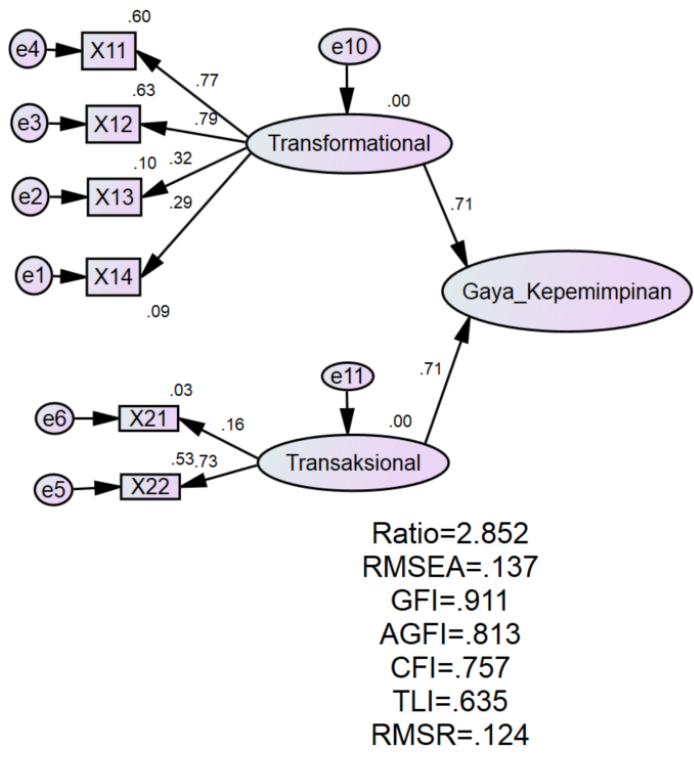 .60
e4 X11
e10
.77
.63
.00
e3 X12
.79
Transformational
.10 .32
e2 X13
.29
.71
e1 X14
Gaya_Kepemimpinan
.09
e11
.71
.03
.00
e6 X21
.16
.53 .73
Transaksional
e5 X22
Ratio=2.852
RMSEA=.137
GFI=.911
AGFI=.813
CFI=.757
TLI=.635
RMSR=.124